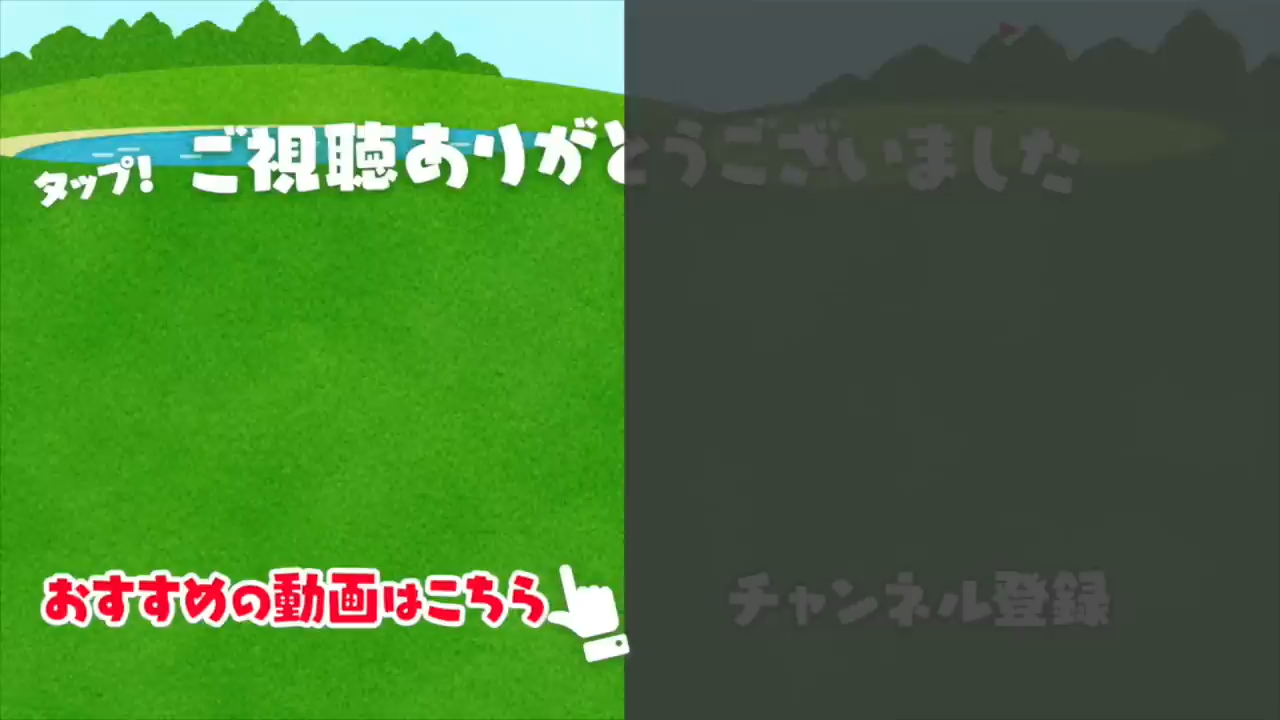 ご視聴ありがとうございました
タップ!
おすすめの動画はこちら
チャンネル登録